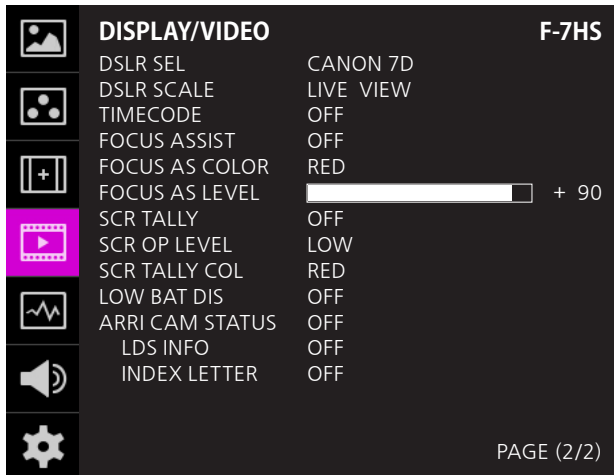 DISPLAY/VIDEO F-7HS
DSLR SEL CANON 7D
DSLR SCALE LIVE VIEW
TIMECODE OFF
FOCUS ASSIST OFF
FOCUS AS COLOR RED
FOCUS AS LEVEL + 90
SCR TALLY OFF
SCR OP LEVEL LOW
SCR TALLY COL RED
LOW BAT DIS OFF
ARRI CAM STATUS OFF
LDS INFO OFF
INDEX LETTER OFF
PAGE (2/2)